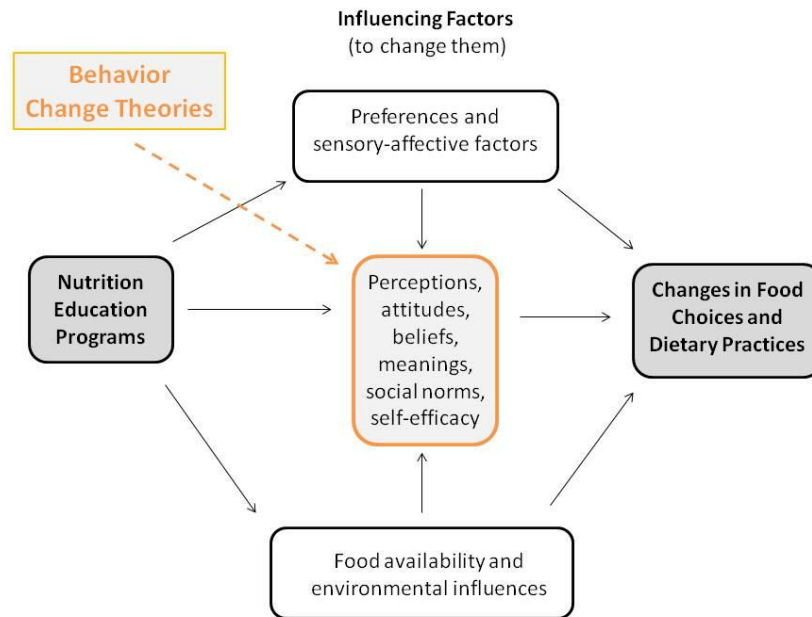 Influencing Factors
(to change them)
Behavior
Change Theories
Preferences and
sensory-affective factors
Nutrition
Education
Programs
Perceptions,
attitudes,
beliefs,
meanings,
social norms,
self-efficacy
Changes in Food
Choices and
Dietary Practices
Food availability and
environmental influences